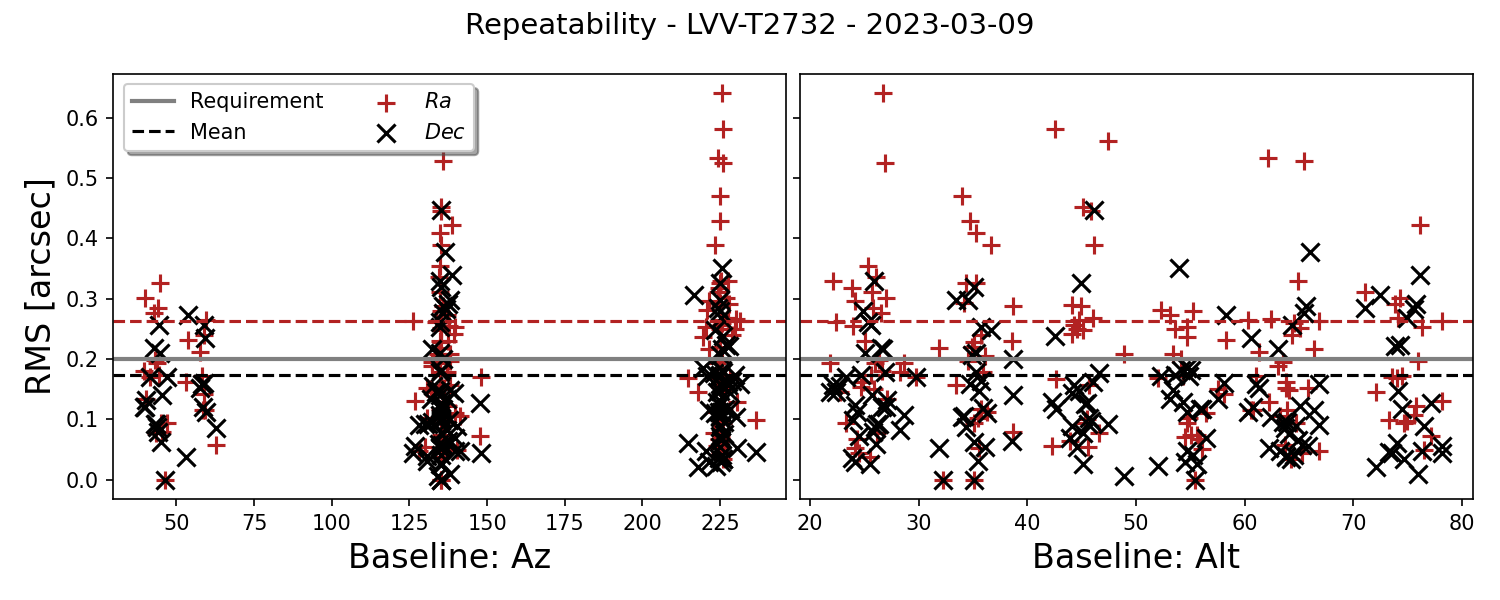 Repeatability - LVV-T2732 - 2023-03-09
Requirement
Mean
Ra
Dec
RMS [arcsec]
0.6
0.5
0.4
0.3
0.2
0.1
0.0
50 75 100 125 150 175 200 225
20 30 40 50 60 70 80
Baseline: Az
Baseline: Alt